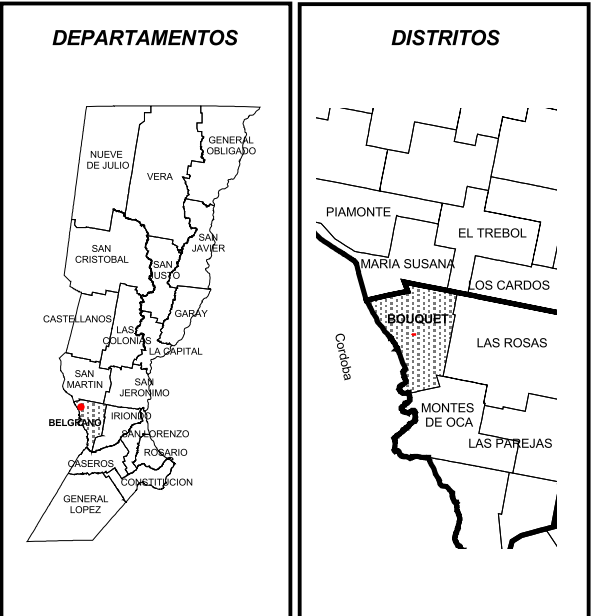 DEPARTAMENTOS
NUEVE
DE JULIO
VERA
GENERAL
OBLIGADO
SAN
CRISTOBAL
SAN
USTO
SAN
JAVIER
CASTELLANOS
LAS
COLONIAS
GARAY
LA CAPITAL
SAN
MARTIN
SAN
JERONIMO
BELGRANO
IRIONDO
SAN LORENZO
CASEROS
ROSARIO
CONSTITUCION
GENERAL
LOPEZ
DISTRITOS
PIAMONTE
EL TREBOL
MARIA SUSANA
LOS CARDOS
BOUQUET
LAS ROSAS
Cordoba
MONTES
DE OCA
LAS PAREJAS